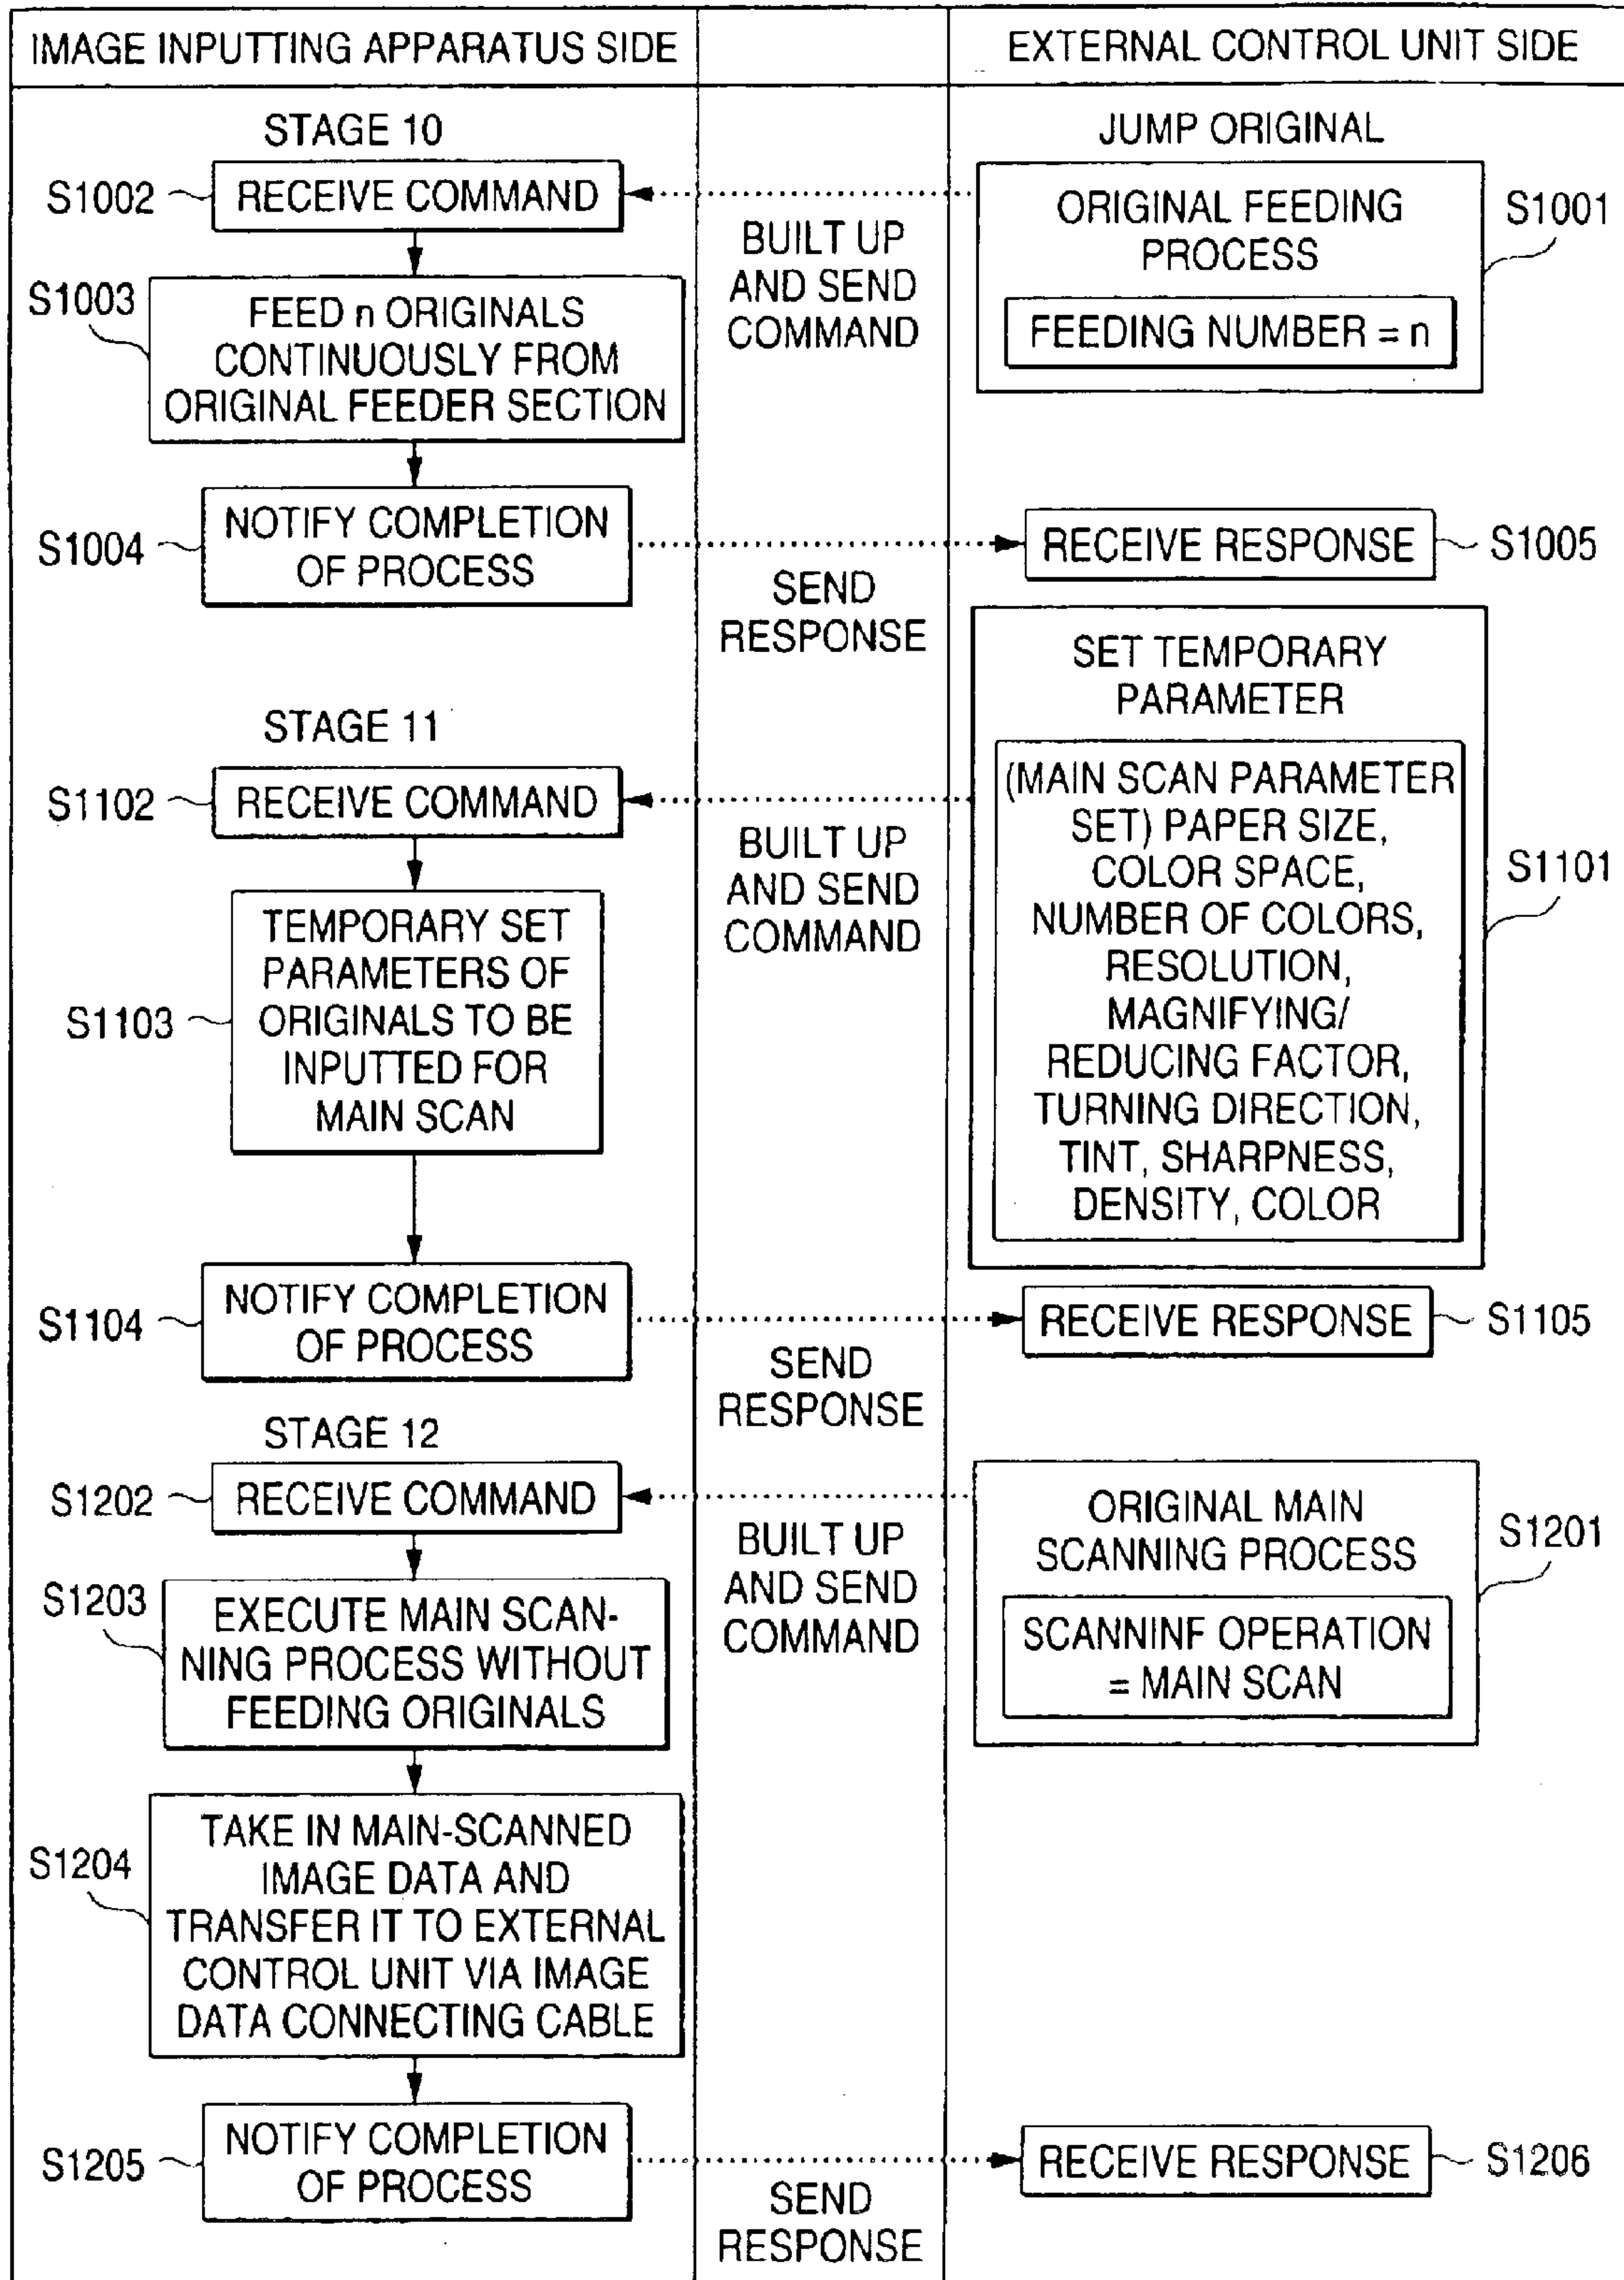 IMAGE INPUTTING APPARATUS SIDE
EXTERNAL CONTROL UNIT SIDE
STAGE 10
JUMP ORIGINAL
S1002
RECEIVE COMMAND
BUILT UP
AND SEND
COMMAND
ORIGINAL FEEDING
PROCESS
FEEDING NUMBER = n
S1001
S1003
FEED n ORIGINALS
CONTINUOUSLY FROM
ORIGINAL FEEDER SECTION
S1004
NOTIFY COMPLETION
OF PROCESS
SEND
RESPONSE
RECEIVE RESPONSE
S1005
STAGE 11
SET TEMPORARY
PARAMETER
(MAIN SCAN PARAMETER
SET) PAPER SIZE,
COLOR SPACE,
NUMBER OF COLORS,
RESOLUTION,
MAGNIFYING/
REDUCING FACTOR,
TURNING DIRECTION,
TINT, SHARPNESS,
DENSITY, COLOR
S1101
S1102
RECEIVE COMMAND
BUILT UP
AND SEND
COMMAND
S1103
TEMPORARY SET
PARAMETERS OF
ORIGINALS TO BE
INPUTTED FOR
MAIN SCAN
S1104
NOTIFY COMPLETION
OF PROCESS
SEND
RESPONSE
RECEIVE RESPONSE
S1105
STAGE 12
S1202
RECEIVE COMMAND
BUILT UP
AND SEND
COMMAND
ORIGINAL MAIN
SCANNING PROCESS
SCANNINF OPERATION
= MAIN SCAN
S1201
S1203
EXECUTE MAIN SCAN-
NING PROCESS WITHOUT
FEEDING ORIGINALS
S1204
TAKE IN MAIN-SCANNED
IMAGE DATA AND
TRANSFER IT TO EXTERNAL
CONTROL UNIT VIA IMAGE
DATA CONNECTING CABLE
S1205
NOTIFY COMPLETION
OF PROCESS
SEND
RESPONSE
RECEIVE RESPONSE
S1206